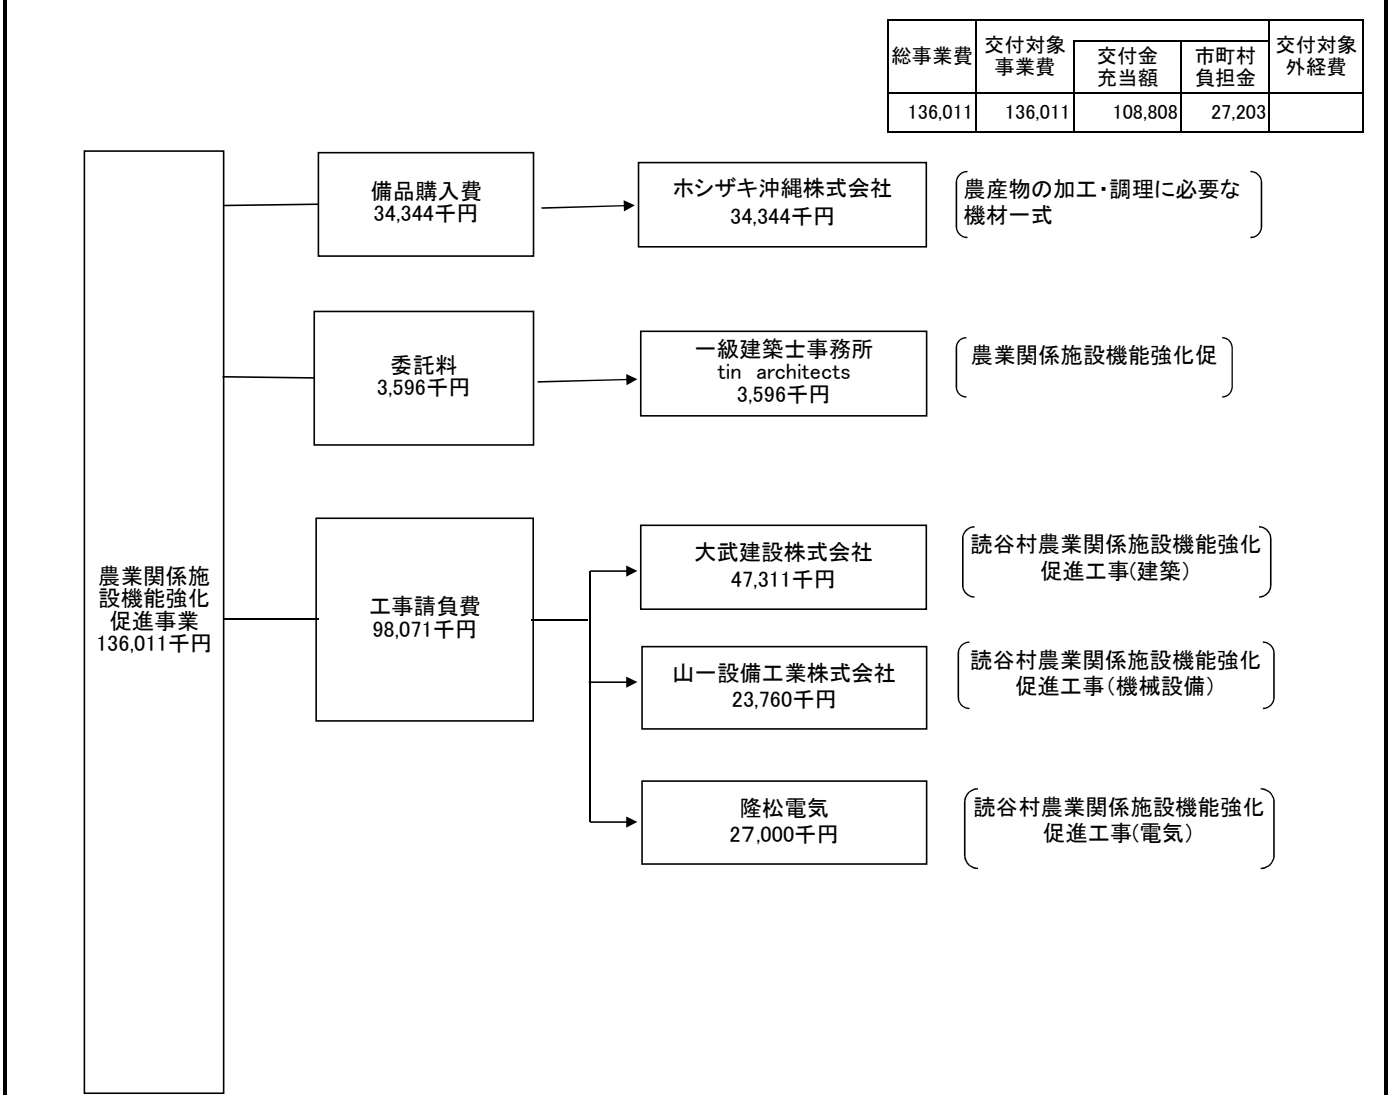 総事業費
交付対象
事業費
交付金
充当額
市町村
負担金
交付対象
外経費
136,011
136,011
108,808
27,203
農業関係施
設機能強化
促進事業
136,011千円
備品購入費
34,344千円
ホシザキ沖縄株式会社
34,344千円
農産物の加工・調理に必要な
機材一式
委託料
3,596千円
一級建築士事務所
tin architects
3,596千円
農業関係施設機能強化促
工事請負費
98,071千円
大武建設株式会社
47,311千円
読谷村農業関係施設機能強化
促進工事(建築)
山一設備工業株式会社
23,760千円
読谷村農業関係施設機能強化
促進工事(機械設備)
隆松電気
27,000千円
読谷村農業関係施設機能強化
促進工事(電気)